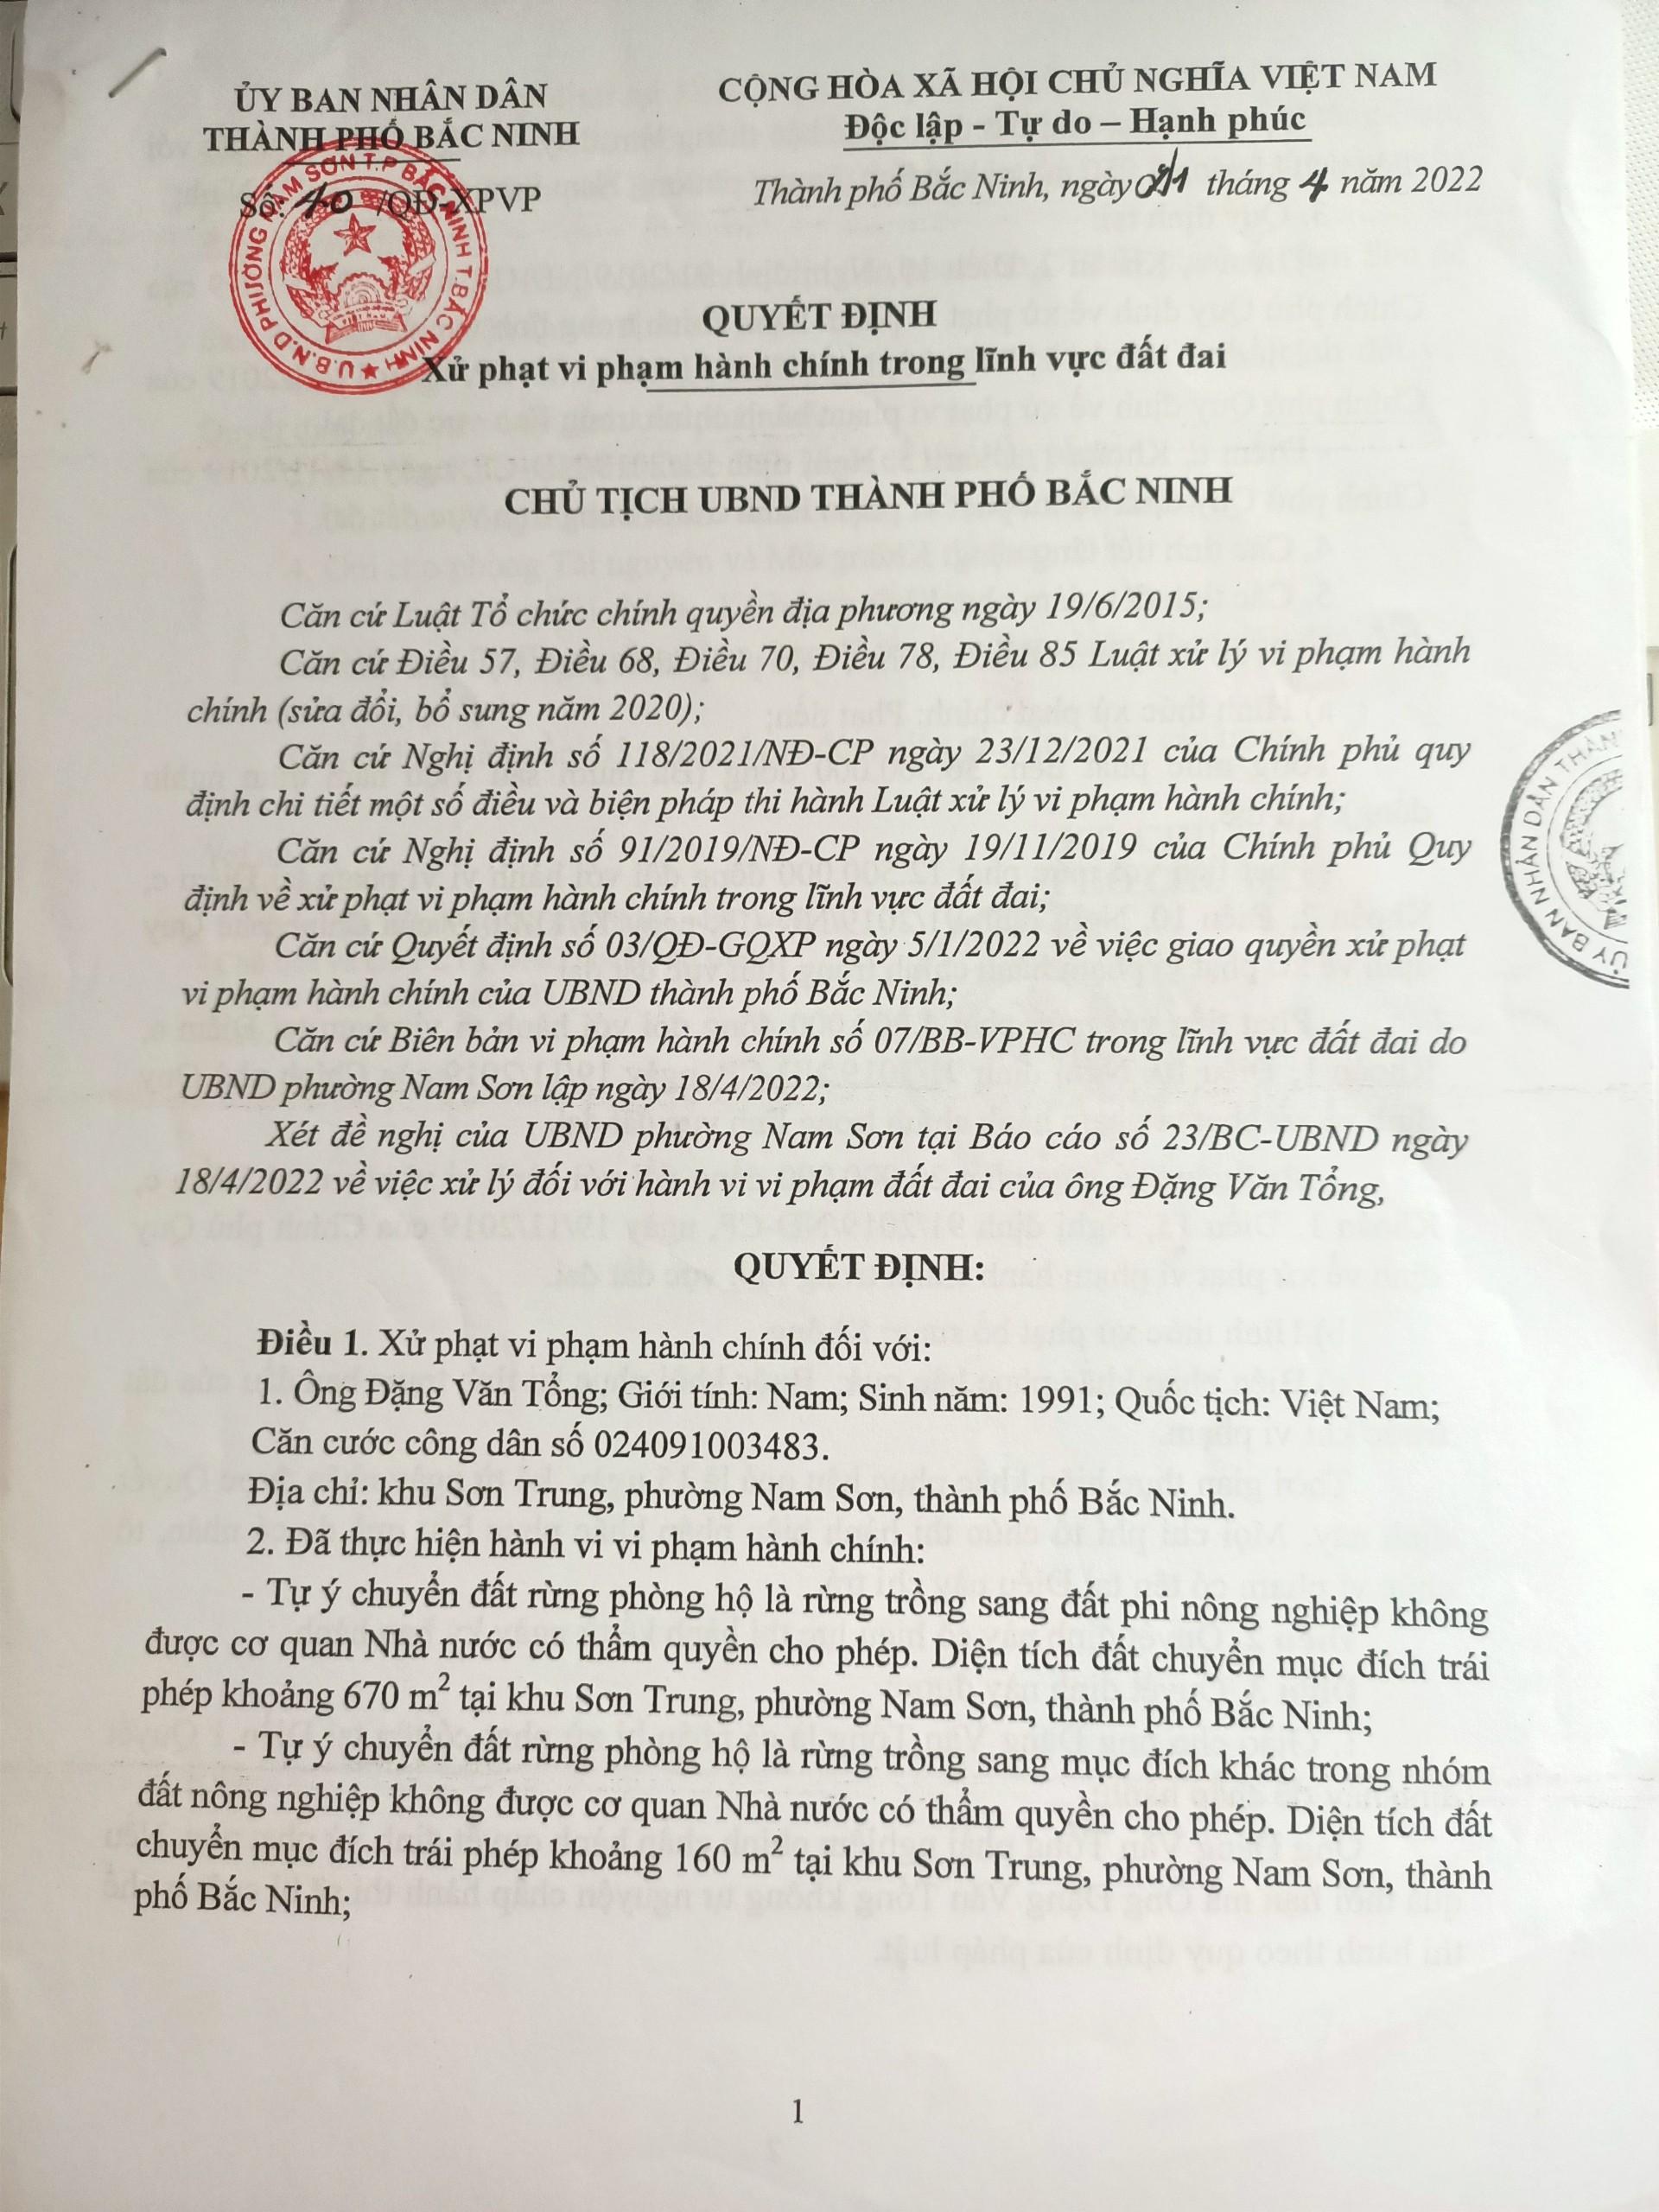 ỦY BAN NHÂN DÂN
THÀNH PHỐ BẮC NINH
Số: 40 /QĐ-XPVP
CỘNG HÒA XÃ HỘI CHỦ NGHĨA VIỆT NAM
Độc lập - Tự do – Hạnh phúc
Thành phố Bắc Ninh, ngày tháng 4 năm 2022
U.B.N.D PHƯỜNG NAM SƠN T.P BẮC NINH T.BẮC NINH
QUYẾT ĐỊNH
Xử phạt vi phạm hành chính trong lĩnh vực đất đai
CHỦ TỊCH UBND THÀNH PHỐ BẮC NINH
Căn cứ Luật Tổ chức chính quyền địa phương ngày 19/6/2015;
Căn cứ Điều 57, Điều 68, Điều 70, Điều 78, Điều 85 Luật xử lý vi phạm hành
chính (sửa đổi, bổ sung năm 2020);
Căn cứ Nghị định số 118/2021/NĐ-CP ngày 23/12/2021 của Chính phủ quy
định chi tiết một số điều và biện pháp thi hành Luật xử lý vi phạm hành chính;
Căn cứ Nghị định số 91/2019/NĐ-CP ngày 19/11/2019 của Chính phủ Quy
định về xử phạt vi phạm hành chính trong lĩnh vực đất đai;
Căn cứ Quyết định số 03/QĐ-GQXP ngày 5/1/2022 về việc giao quyền xử phạt
vi phạm hành chính của UBND thành phố Bắc Ninh;
Căn cứ Biên bản vi phạm hành chính số 07/BB-VPHC trong lĩnh vực đất đai do
UBND phường Nam Sơn lập ngày 18/4/2022;
Xét đề nghị của UBND phường Nam Sơn tại Báo cáo số 23/BC-UBND ngày
18/4/2022 về việc xử lý đối với hành vi vi phạm đất đai của ông Đặng Văn Tổng,
ỦY BAN NHÂN DÂN
QUYẾT ĐỊNH:
Điều 1. Xử phạt vi phạm hành chính đối với:
1. Ông Đặng Văn Tổng; Giới tính: Nam; Sinh năm: 1991; Quốc tịch: Việt Nam;
Căn cước công dân số 024091003483.
Địa chỉ: khu Sơn Trung, phường Nam Sơn, thành phố Bắc Ninh.
2. Đã thực hiện hành vi vi phạm hành chính:
- Tự ý chuyển đất rừng phòng hộ là rừng trồng sang đất phi nông nghiệp không
được cơ quan Nhà nước có thẩm quyền cho phép. Diện tích đất chuyển mục đích trái
phép khoảng 670 m² tại khu Sơn Trung, phường Nam Sơn, thành phố Bắc Ninh;
- Tự ý chuyển đất rừng phòng hộ là rừng trồng sang mục đích khác trong nhóm
đất nông nghiệp không được cơ quan Nhà nước có thẩm quyền cho phép. Diện tích đất
chuyển mục đích trái phép khoảng 160 m² tại khu Sơn Trung, phường Nam Sơn, thành
phố Bắc Ninh;
1